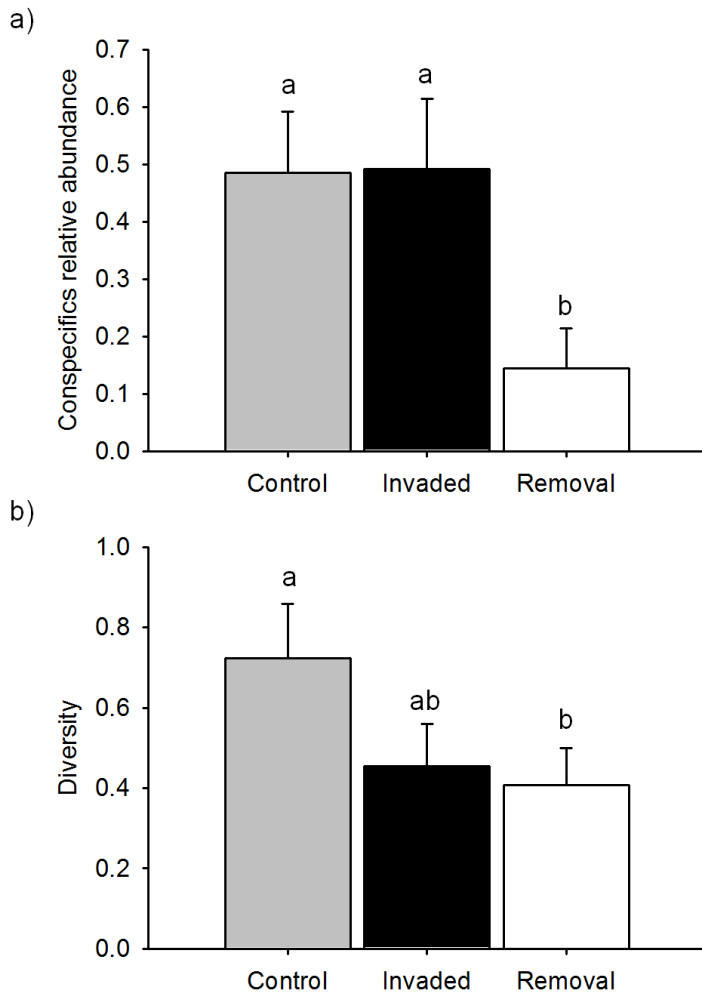 a)
Conspecifics relative abundance
0.7
0.6
0.5
0.4
0.3
0.2
0.1
0.0
a
a
b
Control
Invaded
Removal
b)
Diversity
1.0
0.8
0.6
0.4
0.2
0.0
a
ab
b
Control
Invaded
Removal